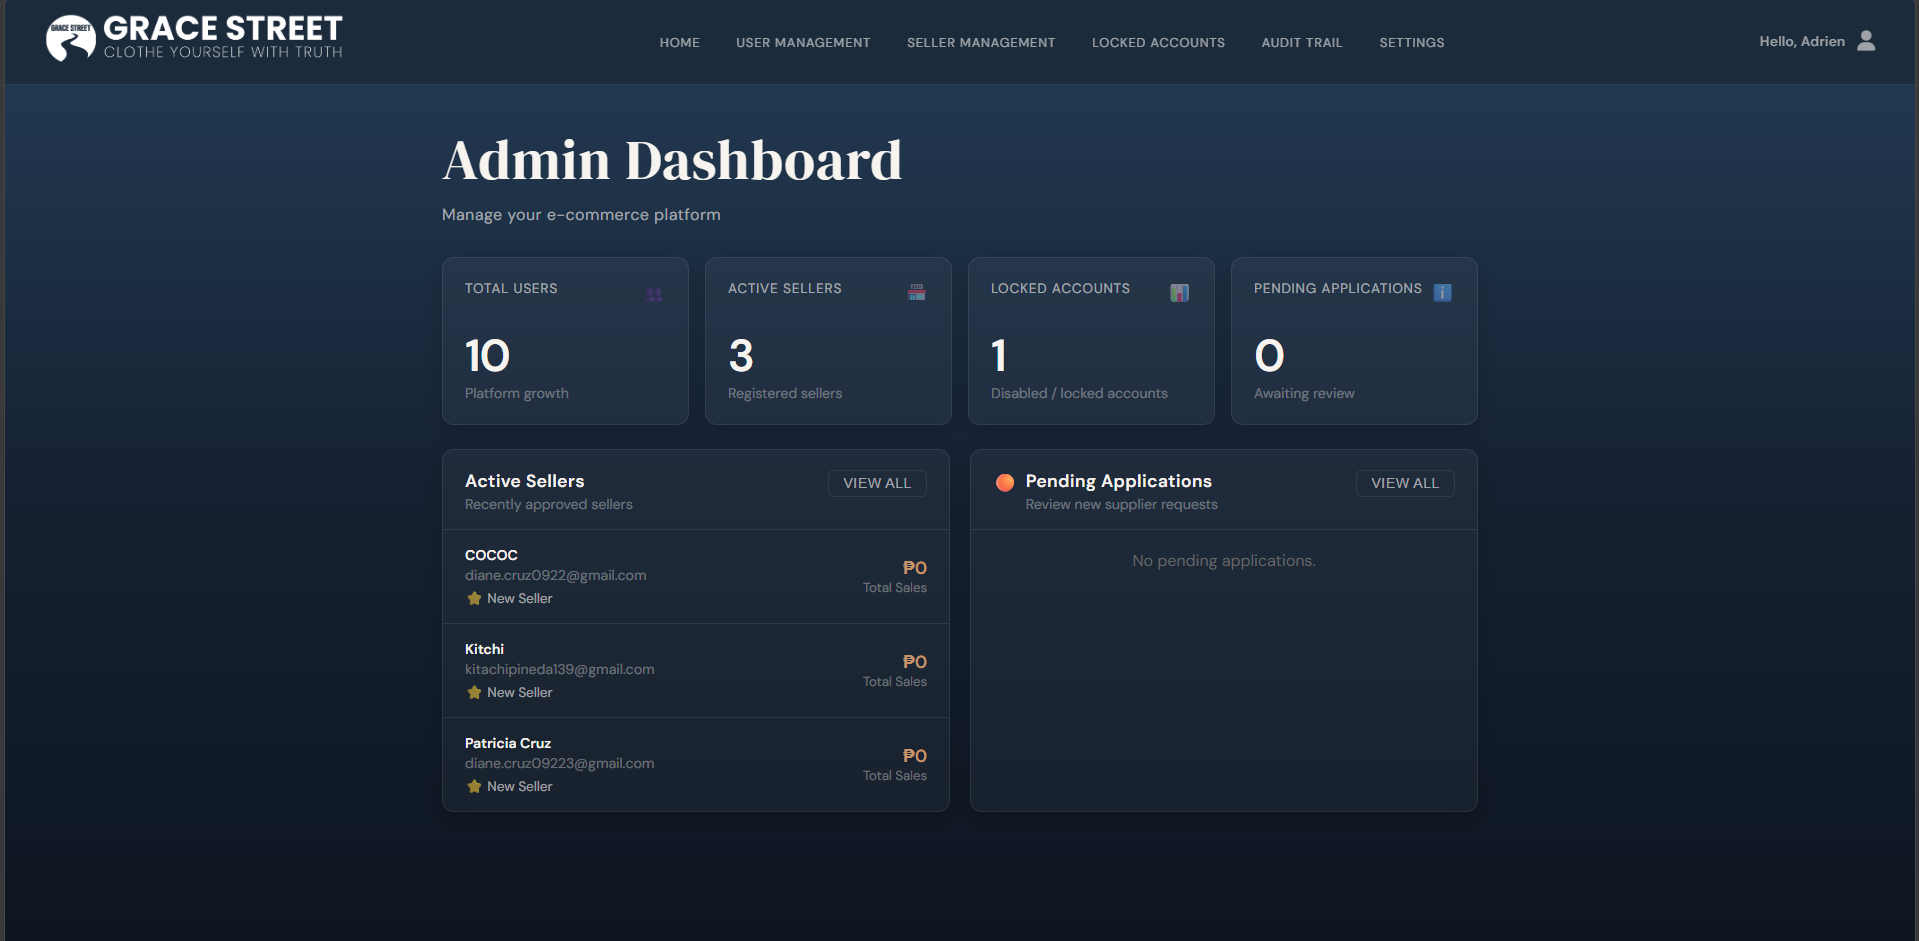 GRACE STREET
GRACE STREET
CLOTHE YOURSELF WITH TRUTH
HOME
USER MANAGEMENT
SELLER MANAGEMENT
LOCKED ACCOUNTS
AUDIT TRAIL
SETTINGS
Hello, Adrien
Admin Dashboard
Manage your e-commerce platform
TOTAL USERS
10
Platform growth
ACTIVE SELLERS
3
Registered sellers
LOCKED ACCOUNTS
1
Disabled / locked accounts
PENDING APPLICATIONS
0
Awaiting review
Active Sellers
Recently approved sellers
VIEW ALL
COCOC
diane.cruz0922@gmail.com
New Seller
₱0
Total Sales
Kitchi
kitachipineda139@gmail.com
New Seller
₱0
Total Sales
Patricia Cruz
diane.cruz09223@gmail.com
New Seller
₱0
Total Sales
Pending Applications
Review new supplier requests
VIEW ALL
No pending applications.